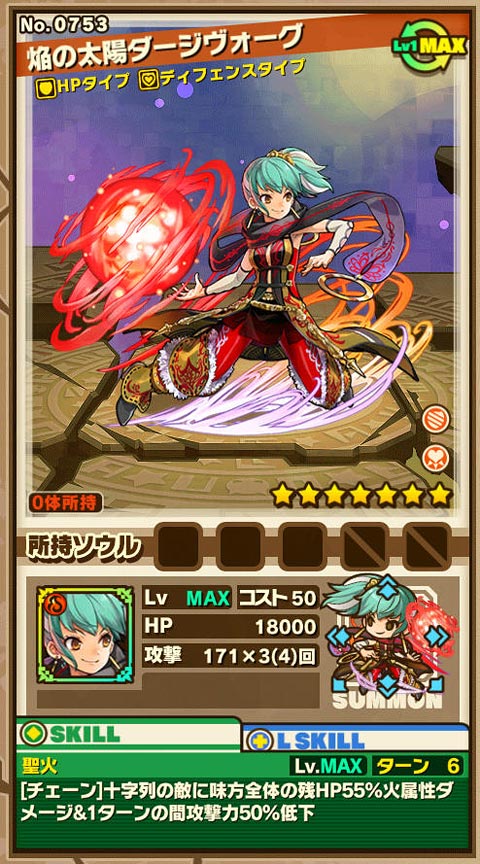 No.0753
焔の太陽ダージヴォーグ
Lv1 MAX
HPタイプ ディフェンスタイプ
0体所持
所持ソウル
Lv MAX コスト 50
HP 18000
攻撃 171×3(4)回
SUMMON
SKILL
L SKILL
聖火 Lv.MAX ターン 6
[チェーン]十字列の敵に味方全体の残HP55%火属性ダ
メージ&1ターンの間攻撃力50%低下